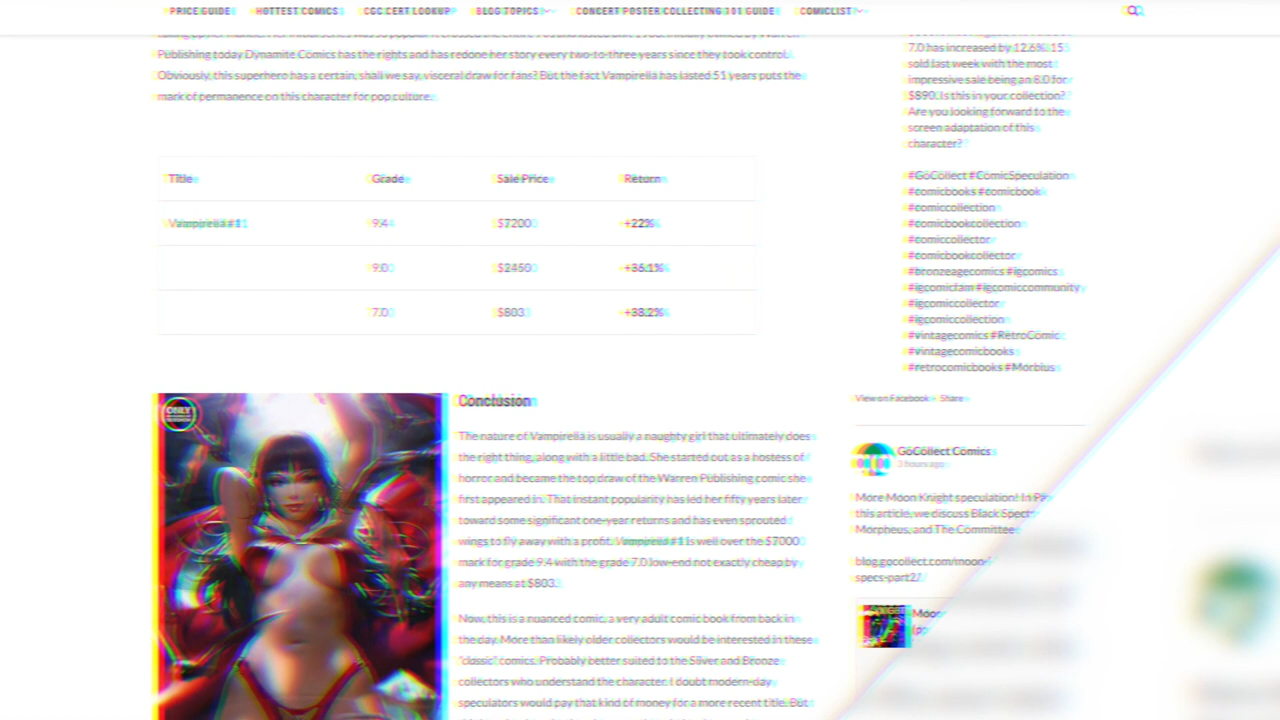 PRICE GUIDE HOTTEST COMICS CGC CERT LOOKUP BLOG TOPICS CONCERT POSTER COLLECTING 101 GUIDE COMICLIST
Publishing today Dynamite Comics has the rights and has redone her story every two-to-three years since they took control.
Obviously, this superhero has a certain, shall we say, visceral draw for fans? But the fact Vampirella has lasted 51 years puts the
mark of permanence on this character for pop culture.
Title Grade Sale Price Return
Vampirella #1 9.4 $7200 +22%
9.0 $2450 +36.1%
7.0 $803 +38.2%
ONLY
Conclusion
The nature of Vampirella is usually a naughty girl that ultimately does
the right thing, along with a little bad. She started out as a hostess of
horror and became the top draw of the Warren Publishing comic she
first appeared in. That instant popularity has led her fifty years later
toward some significant one-year returns and has even sprouted
wings to fly away with a profit. Vampirella #1 is well over the $7000
mark for grade 9.4 with the grade 7.0 low-end not exactly cheap by
any means at $803.
Now, this is a nuanced comic, a very adult comic book from back in
the day. More than likely older collectors would be interested in these
"classic" comics. Probably better suited to the Silver and Bronze
collectors who understand the character. I doubt modern-day
speculators would pay that kind of money for a more recent title. But
7.0 has increased by 12.6%. 15
sold last week with the most
impressive sale being an 8.0 for
$890. Is this in your collection?
Are you looking forward to the
screen adaptation of this
character?
#GoCollect #ComicSpeculation
#comicbooks #comicbook
#comiccollection
#comicbookcollection
#comiccollector
#comicbookcollector
#bronzeagecomics #igcomics
#igcomicfam #igcomiccommunity
#igcomiccollector
#igcomiccollection
#vintagecomics #RetroComic
#vintagecomicbooks
#retrocomicbooks #Morbius
View on Facebook · Share
GoCollect Comics
3 hours ago
More Moon Knight speculation! In
this article, we discuss Black
Morpheus, and The Committee
blog.gocollect.com/moon-
specs-part2/